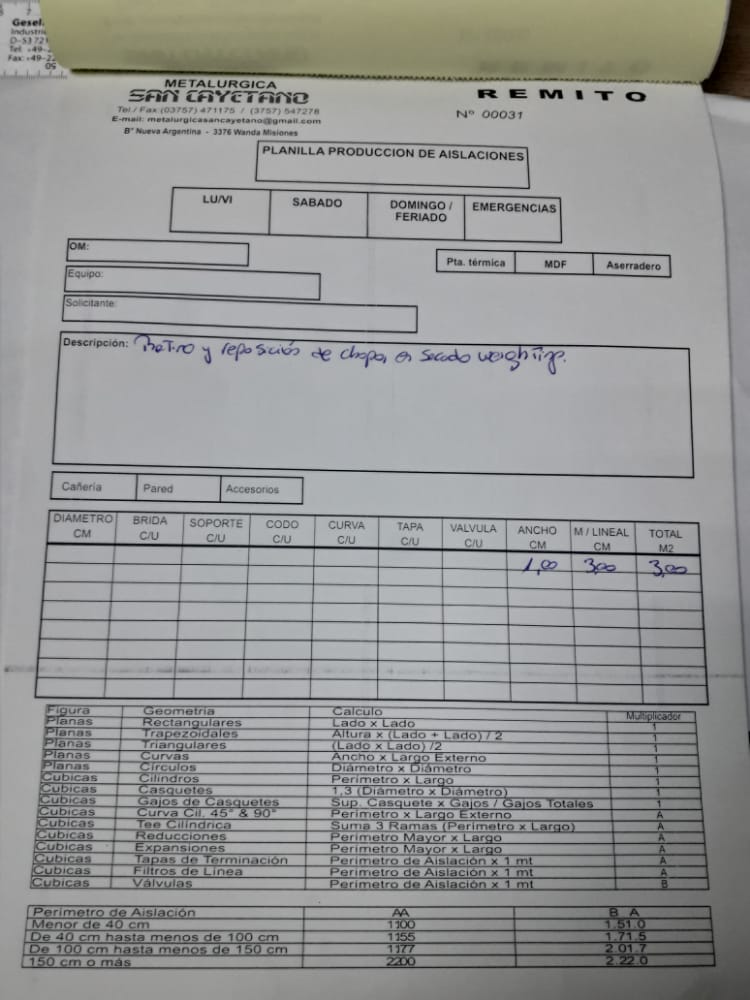 Gesel
Industrie
D-5372
Tel: +49-2
Fax: +49-22
METALURGICA
SAN CAYETANO
Tel / Fax (03757) 471175 / (3757) 547278
E-mail: metalurgicasancayetano@gmail.com
B° Nueva Argentina - 3376 Wanda Misiones
REMITO
N° 00031
PLANILLA PRODUCCION DE AISLACIONES
LU/VI SABADO DOMINGO / FERIADO EMERGENCIAS
OM:
Pta. térmica MDF Aserradero
Equipo:
Solicitante:
Descripción: Retiro y reposición de chapa, en secado
Cañería Pared Accesorios
DIAMETRO BRIDA SOPORTE CODO CURVA TAPA VALVULA ANCHO M / LINEAL TOTAL
CM C/U C/U C/U C/U C/U C/U CM CM M2
1,00 3,00 3,00
Figura Geometria Calculo Multiplicador
Planas Rectangulares Lado x Lado 1
Planas Trapezoidales Altura x (Lado + Lado) / 2 1
Planas Triangulares (Lado x Lado) /2 1
Planas Curvas Ancho x Largo Externo 1
Planas Círculos Diámetro x Diámetro 1
Cubicas Cilindros Perimetro x Largo 1
Cubicas Casquetes 1,3 (Diámetro x Diámetro) 1
Cubicas Gajos de Casquetes Sup. Casquete x Gajos / Gajos Totales 1
Cubicas Curva Cil. 45° & 90° Perimetro x Largo Externo A
Cubicas Tee Cilíndrica Suma 3 Ramas (Perimetro x Largo) A
Cubicas Reducciones Perimetro Mayor x Largo A
Cubicas Expansiones Perimetro Mayor x Largo A
Cubicas Tapas de Terminación Perimetro de Aislación x 1 mt A
Cubicas Filtros de Línea Perimetro de Aislación x 1 mt A
Cubicas Válvulas Perimetro de Aislación x 1 mt B
Perimetro de Aislación AA B A
Menor de 40 cm 1100 1.51.0
De 40 cm hasta menos de 100 cm 1155 1.71.5
De 100 cm hasta menos de 150 cm 1177 2.01.7
150 cm o más 2200 2.22.0